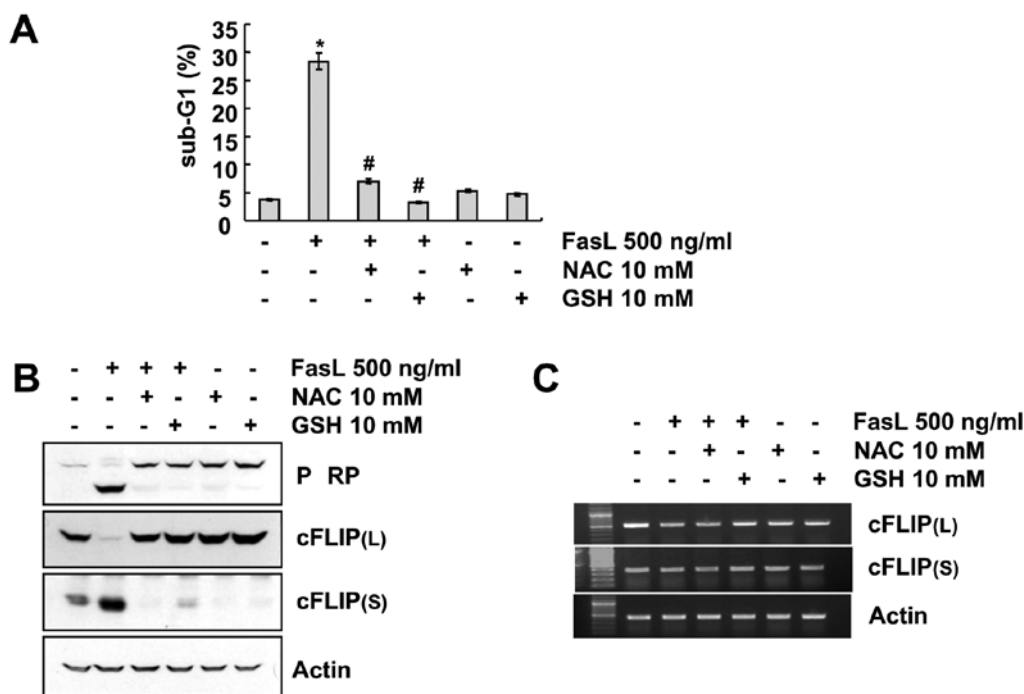 A
35
30
25
20
15
10
5
0
sub-G1 (%)
*
#
#
- + + + - - FasL 500 ng/ml
- - + - + - NAC 10 mM
- - - + - + GSH 10 mM
B
- + + + - - FasL 500 ng/ml
- - + - + - NAC 10 mM
- - - + - + GSH 10 mM
P RP
cFLIP(L)
cFLIP(S)
Actin
C
- + + + - - FasL 500 ng/ml
- - + - + - NAC 10 mM
- - - + - + GSH 10 mM
cFLIP(L)
cFLIP(S)
Actin